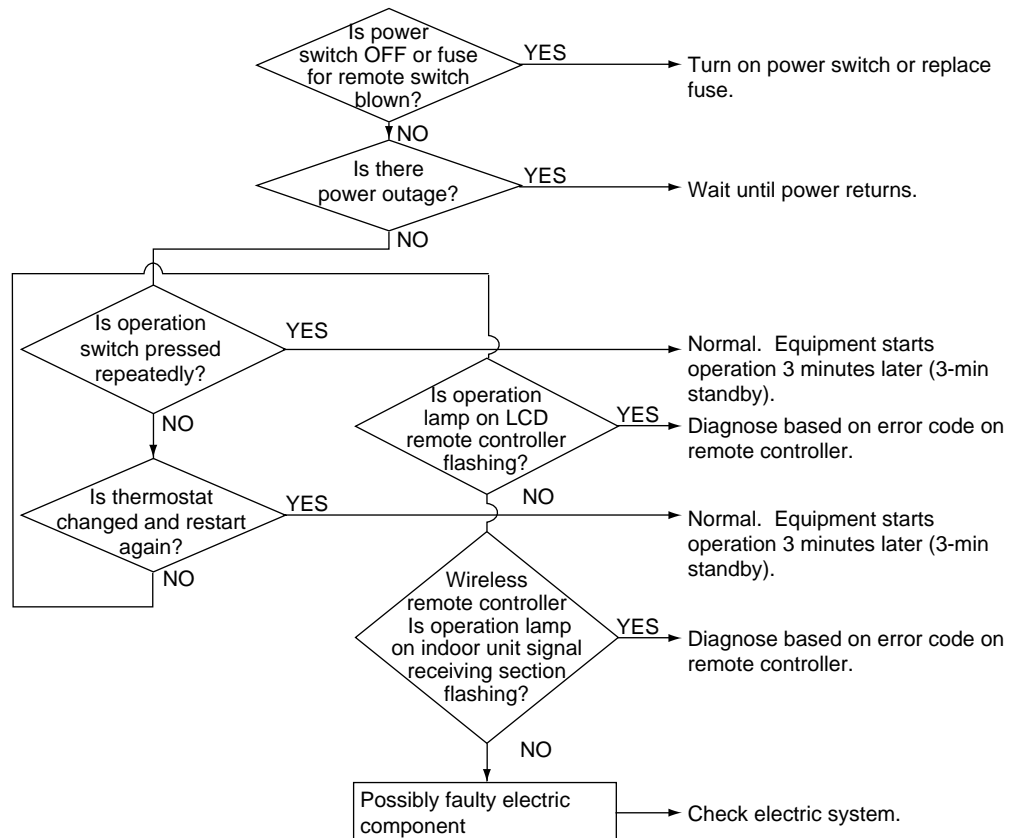 Is power
switch OFF or fuse
for remote switch
blown?
YES
Turn on power switch or replace
fuse.
NO
Is there
power outage?
YES
Wait until power returns.
NO
Is operation
switch pressed
repeatedly?
YES
Normal.  Equipment starts
operation 3 minutes later (3-min
standby).
NO
Is operation
lamp on LCD
remote controller
flashing?
YES
Diagnose based on error code on
remote controller.
NO
Is thermostat
changed and restart
again?
YES
Normal.  Equipment starts
operation 3 minutes later (3-min
standby).
NO
Wireless
remote controller
Is operation lamp
on indoor unit signal
receiving section
flashing?
YES
Diagnose based on error code on
remote controller.
NO
Possibly faulty electric
component
Check electric system.